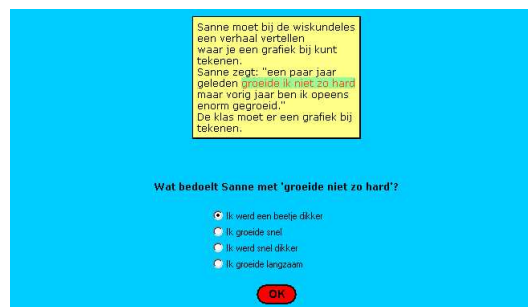 Sanne moet bij de wiskundeles
een verhaal vertellen
waar je een grafiek bij kunt
tekenen.
Sanne zegt: "een paar jaar
geleden groeide ik niet zo hard
maar vorig jaar ben ik opeens
enorm gegroeid."
De klas moet er een grafiek bij
tekenen.
Wat bedoelt Sanne met 'groeide niet zo hard'?
Ik werd een beetje dikker
Ik groeide snel
Ik werd snel dikker
Ik groeide langzaam
OK